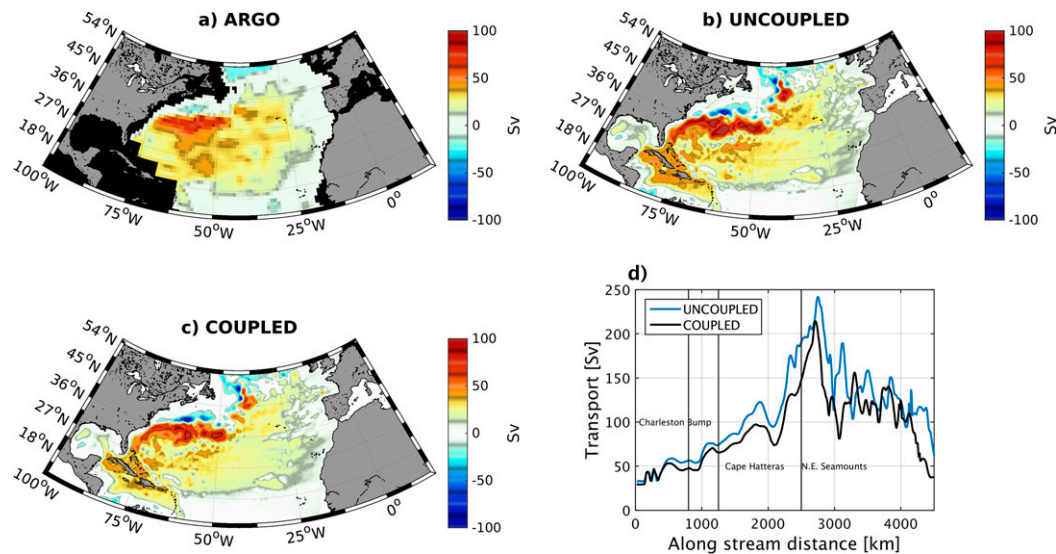 a) ARGO
54°N
45°N
36°N
27°N
18°N
100°W
75°W
50°W
25°W
0°
100
50
0
-50
-100
Sv
b) UNCOUPLED
54°N
45°N
36°N
27°N
18°N
100°W
75°W
50°W
25°W
0°
100
50
0
-50
-100
Sv
c) COUPLED
54°N
45°N
36°N
27°N
18°N
100°W
75°W
50°W
25°W
0°
100
50
0
-50
-100
Sv
d)
250
200
150
100
50
0
Transport [Sv]
UNCOUPLED
COUPLED
Charleston Bump
Cape Hatteras
N.E. Seamounts
0
1000
2000
3000
4000
Along stream distance [km]